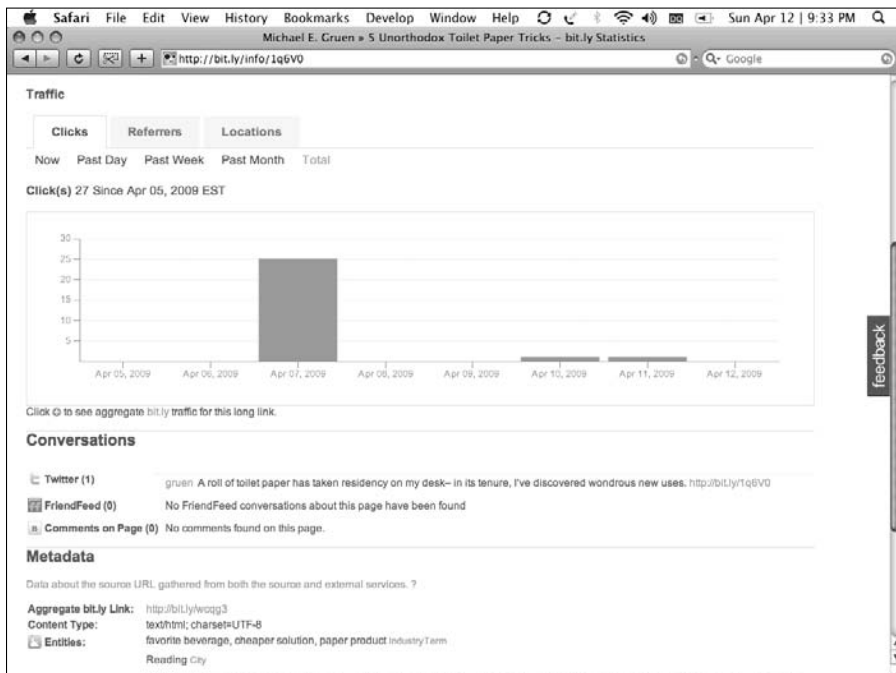 Safari File Edit View History Bookmarks Develop Window Help Sun Apr 12 | 9:33 PM
Michael E. Gruen » 5 Unorthodox Toilet Paper Tricks – bit.ly Statistics
http://bit.ly/info/1q6V0 Google
Traffic
Clicks Referrers Locations
Now Past Day Past Week Past Month Total
Click(s) 27 Since Apr 05, 2009 EST
30
25
20
15
10
5
Apr 05, 2009 Apr 06, 2009 Apr 07, 2009 Apr 08, 2009 Apr 09, 2009 Apr 10, 2009 Apr 11, 2009 Apr 12, 2009
feedback
Click to see aggregate bit.ly traffic for this long link.
Conversations
Twitter (1) gruen A roll of toilet paper has taken residency on my desk– in its tenure, I've discovered wondrous new uses. http://bit.ly/1q6V0
FriendFeed (0) No FriendFeed conversations about this page have been found
Comments on Page (0) No comments found on this page.
Metadata
Data about the source URL gathered from both the source and external services. ?
Aggregate bit.ly Link: http://bit.ly/wcqg3
Content Type: text/html; charset=UTF-8
Entities: favorite beverage, cheaper solution, paper product IndustryTerm
Reading City